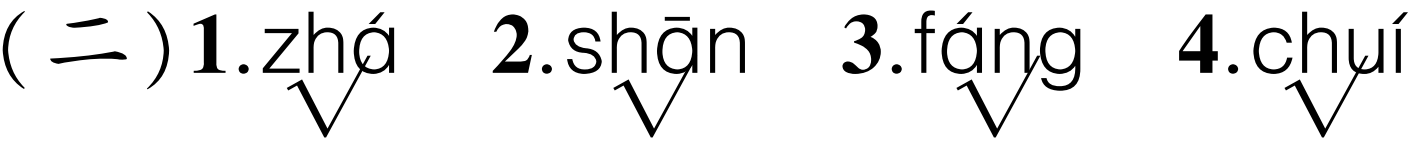 (二)1.zhá 2.shān 3.fáng 4.chuí
√ √ √ √